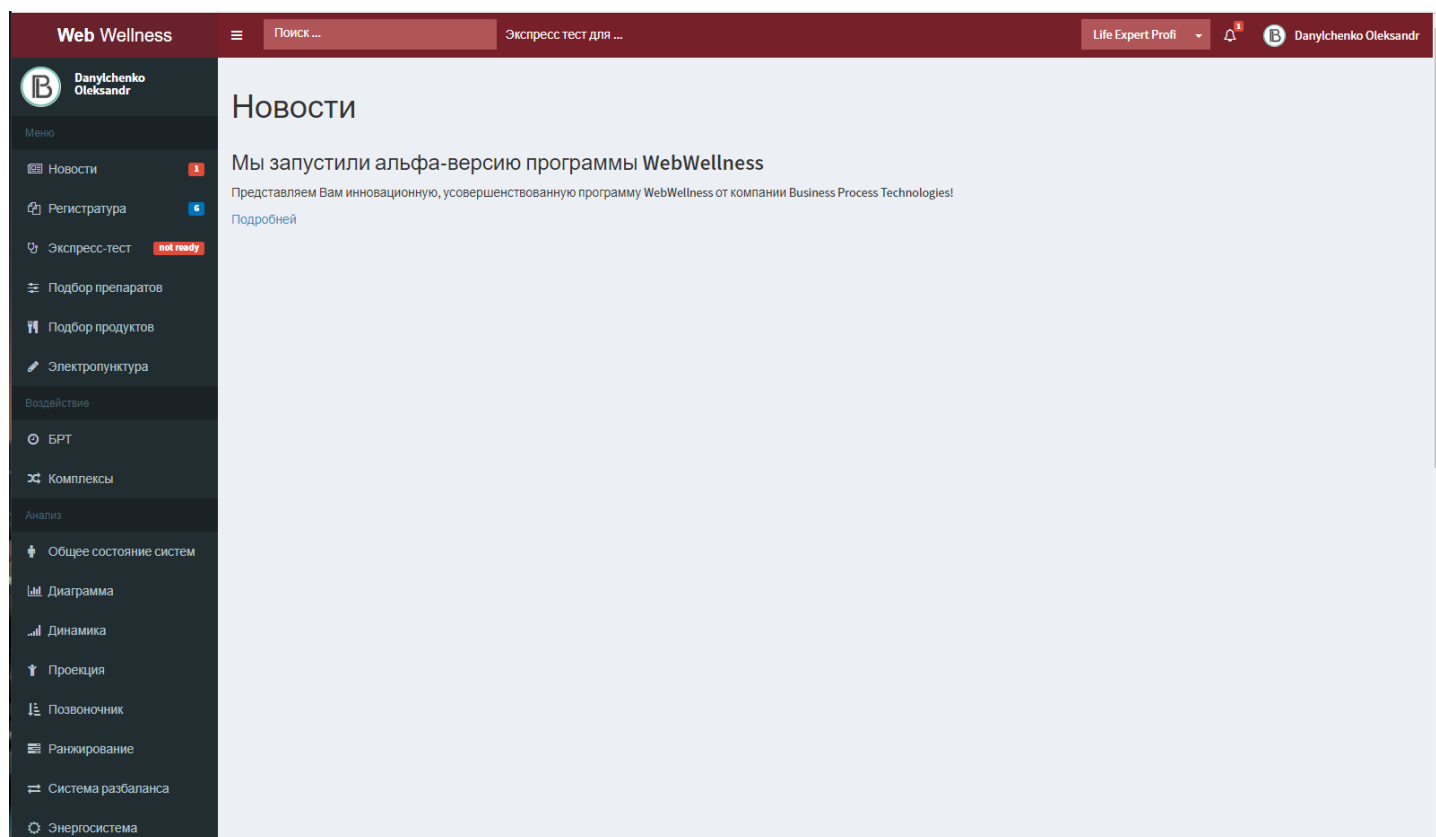 Web Wellness
Поиск ...
Экспресс тест для ...
Life Expert Profi
1
Danylchenko Oleksandr
Danylchenko
Oleksandr
Меню
Новости 1
Регистратура 6
Экспресс-тест not ready
Подбор препаратов
Подбор продуктов
Электропунктура
Воздействие
БРТ
Комплексы
Анализ
Общее состояние систем
Диаграмма
Динамика
Проекция
Позвоночник
Ранжирование
Система разбаланса
Энергосистема
Новости
Мы запустили альфа-версию программы WebWellness
Представляем Вам инновационную, усовершенствованную программу WebWellness от компании Business Process Technologies!
Подробней